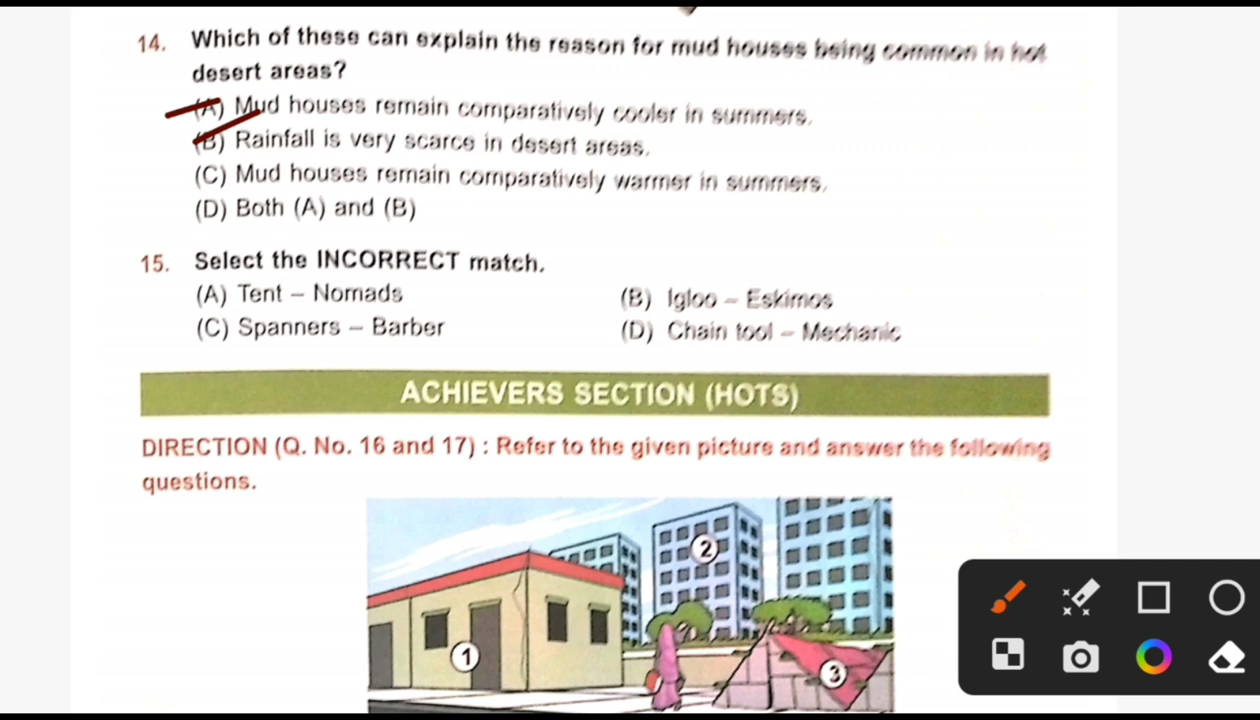 14. Which of these can explain the reason for mud houses being common in hot
desert areas?
(A) Mud houses remain comparatively cooler in summers.
(B) Rainfall is very scarce in desert areas.
(C) Mud houses remain comparatively warmer in summers.
(D) Both (A) and (B)
15. Select the INCORRECT match.
(A) Tent – Nomads (B) Igloo – Eskimos
(C) Spanners – Barber (D) Chain tool – Mechanic
ACHIEVERS SECTION (HOTS)
DIRECTION (Q. No. 16 and 17) : Refer to the given picture and answer the following
questions.
2
1
3